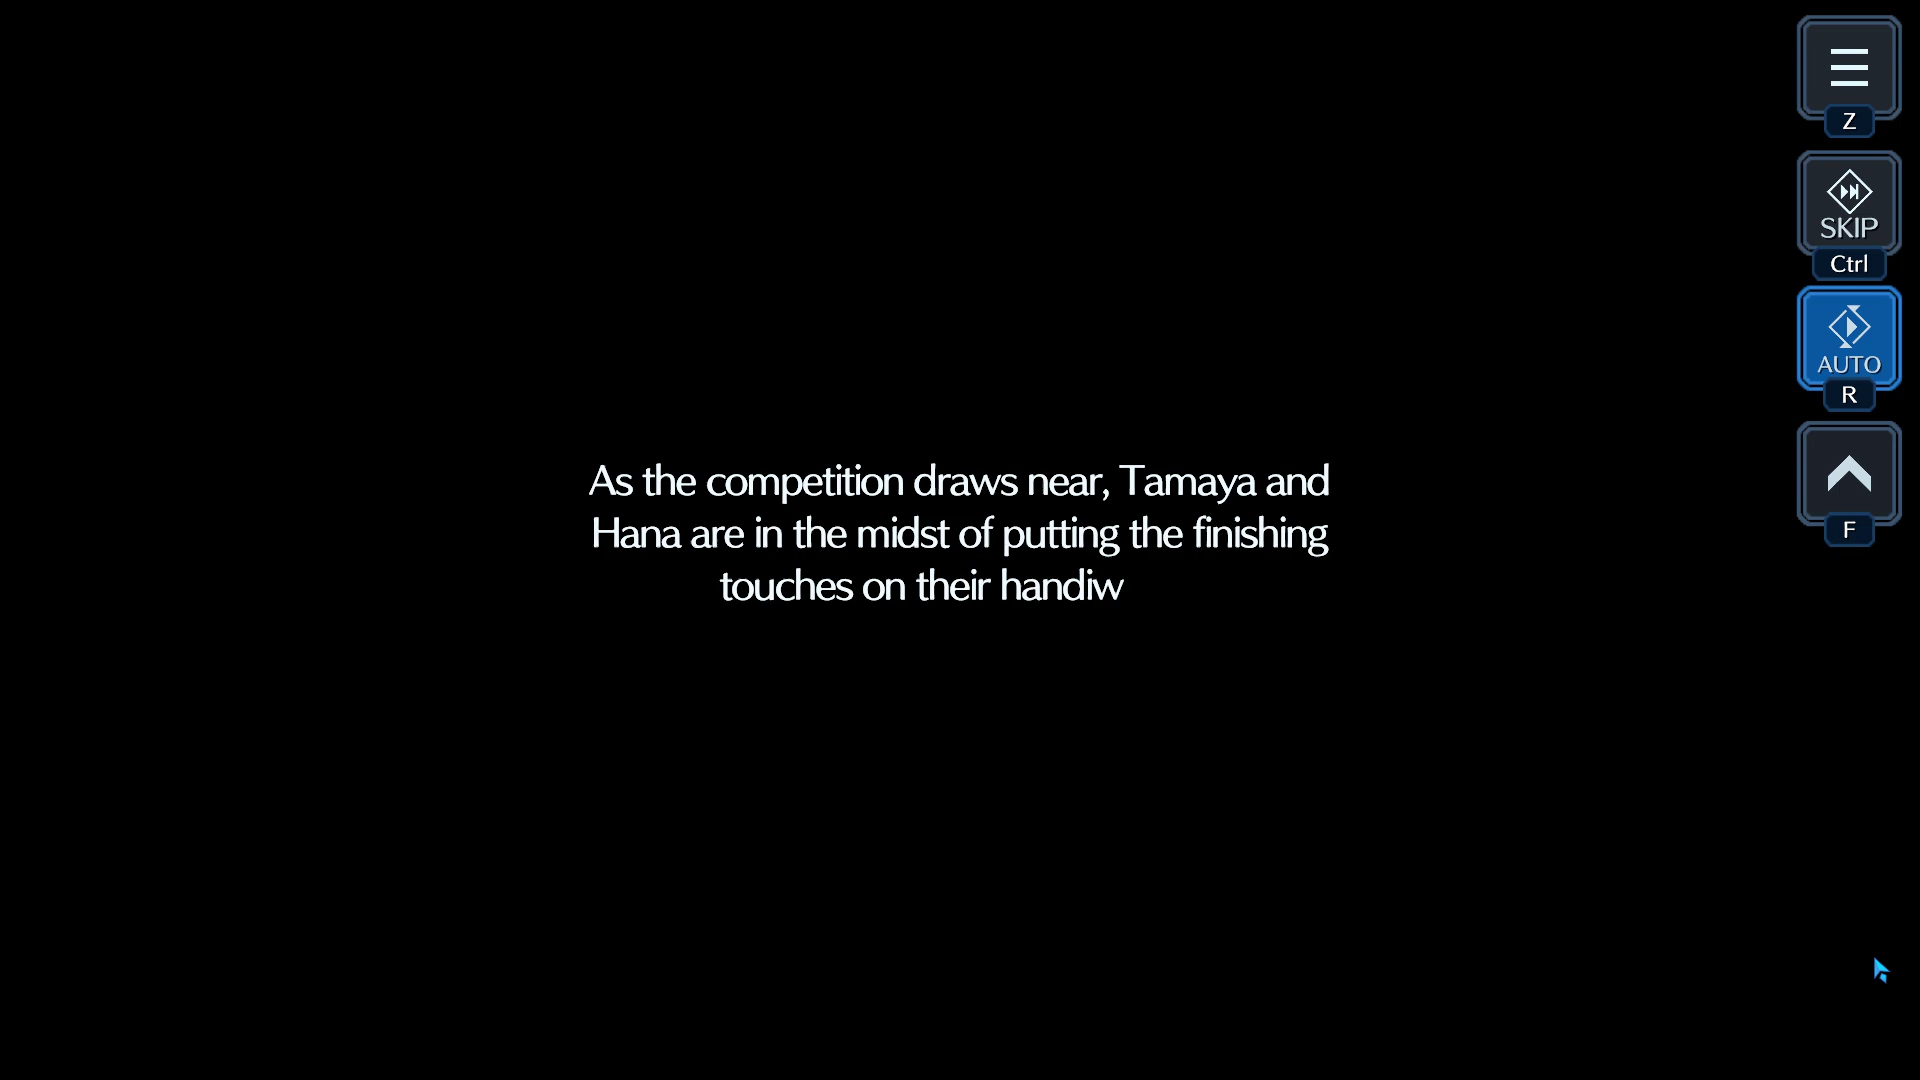 Z
SKIP
Ctrl
AUTO
R
F
As the competition draws near, Tamaya and
Hana are in the midst of putting the finishing
touches on their handiw